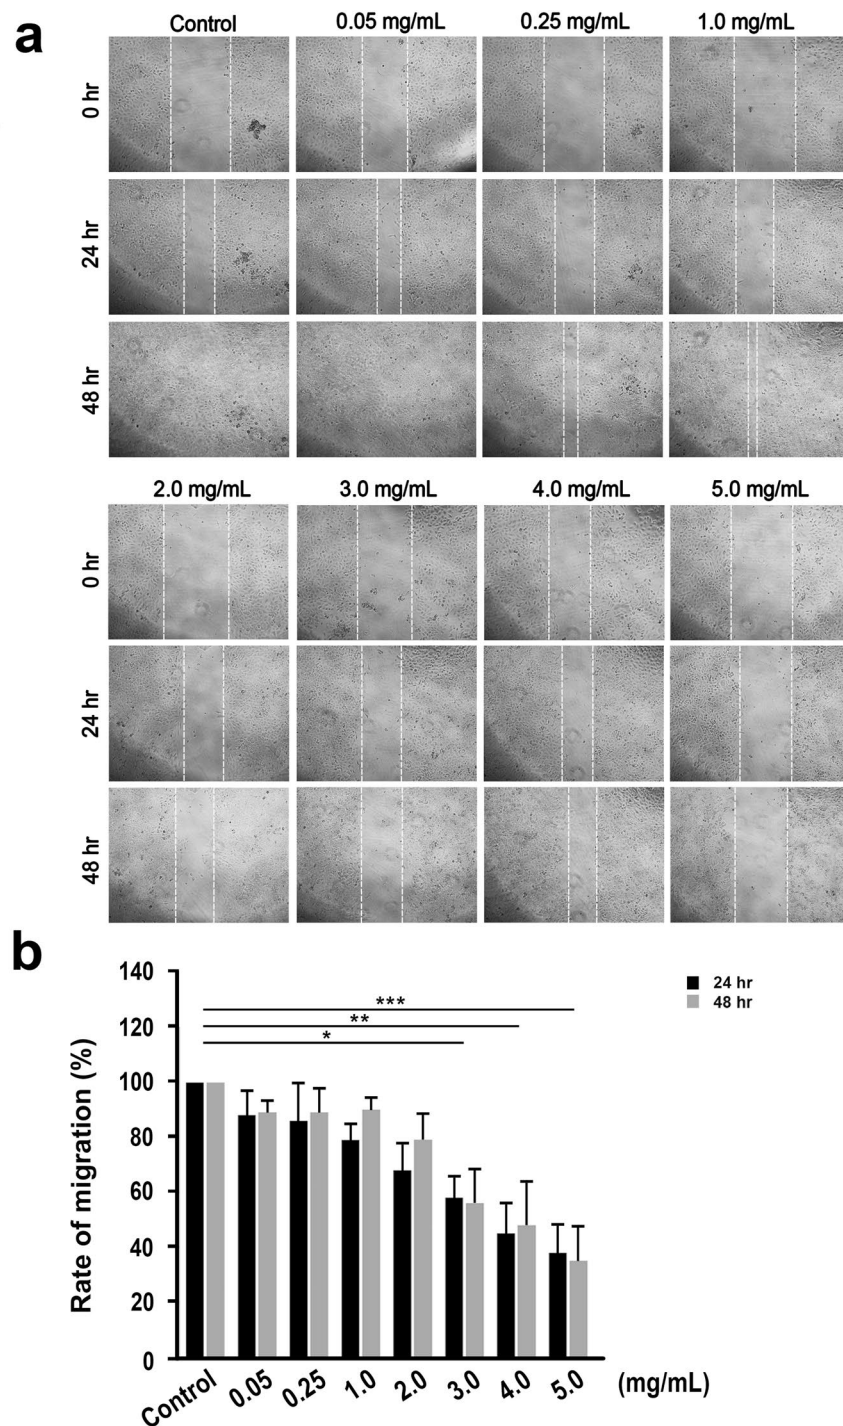 a
Control 0.05 mg/mL 0.25 mg/mL 1.0 mg/mL
0 hr
24 hr
48 hr
2.0 mg/mL 3.0 mg/mL 4.0 mg/mL 5.0 mg/mL
0 hr
24 hr
48 hr
b
Rate of migration (%)
140
120
100
80
60
40
20
0
***
**
*
24 hr
48 hr
Control 0.05 0.25 1.0 2.0 3.0 4.0 5.0 (mg/mL)